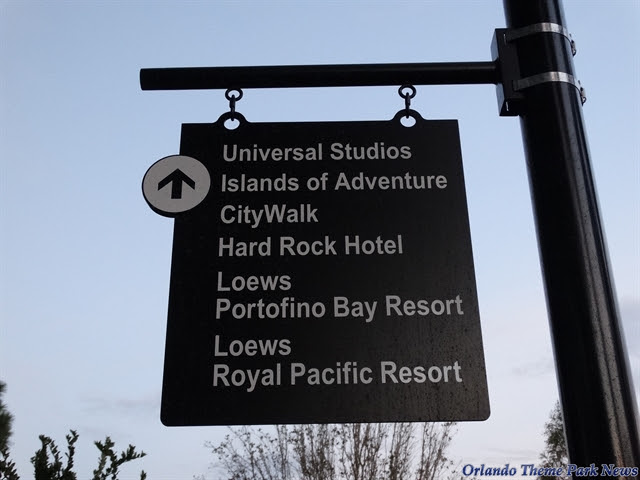 Universal Studios
Islands of Adventure
CityWalk
Hard Rock Hotel
Loews
Portofino Bay Resort
Loews
Royal Pacific Resort
Orlando Theme Park News